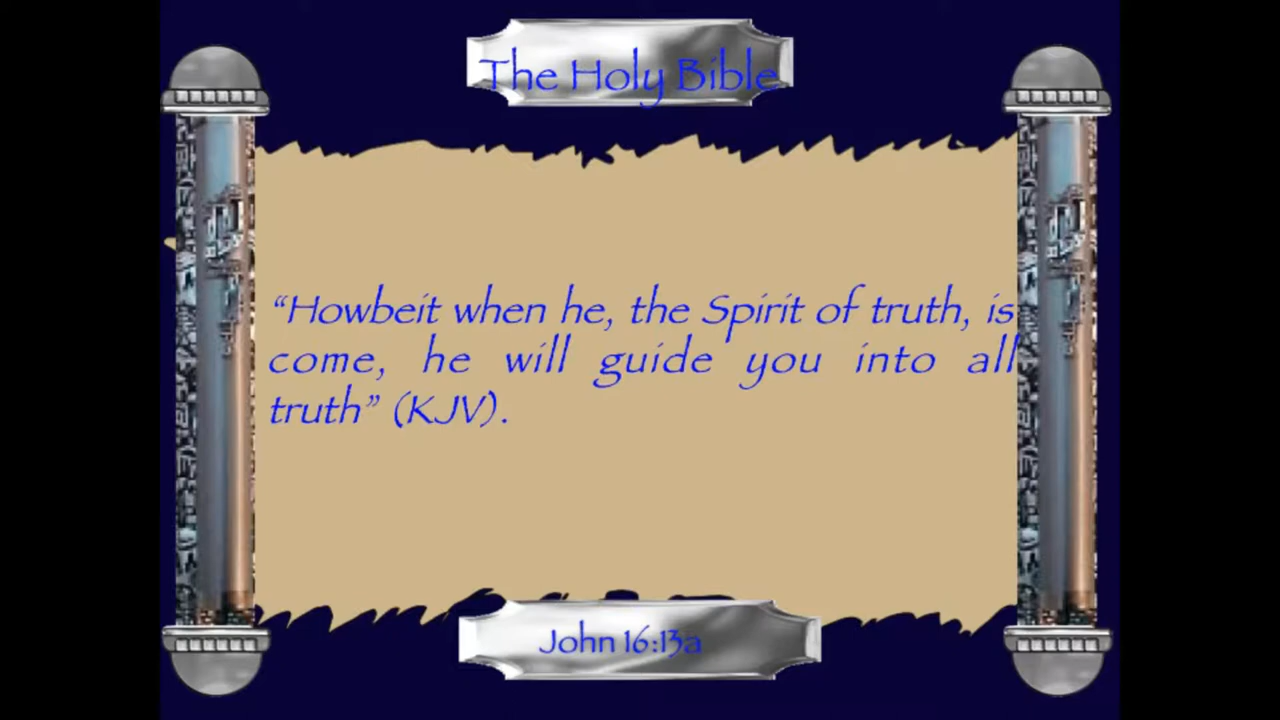 The Holy Bible
“Howbeit when he, the Spirit of truth, is
come, he will guide you into all
truth” (KJV).
John 16:13a